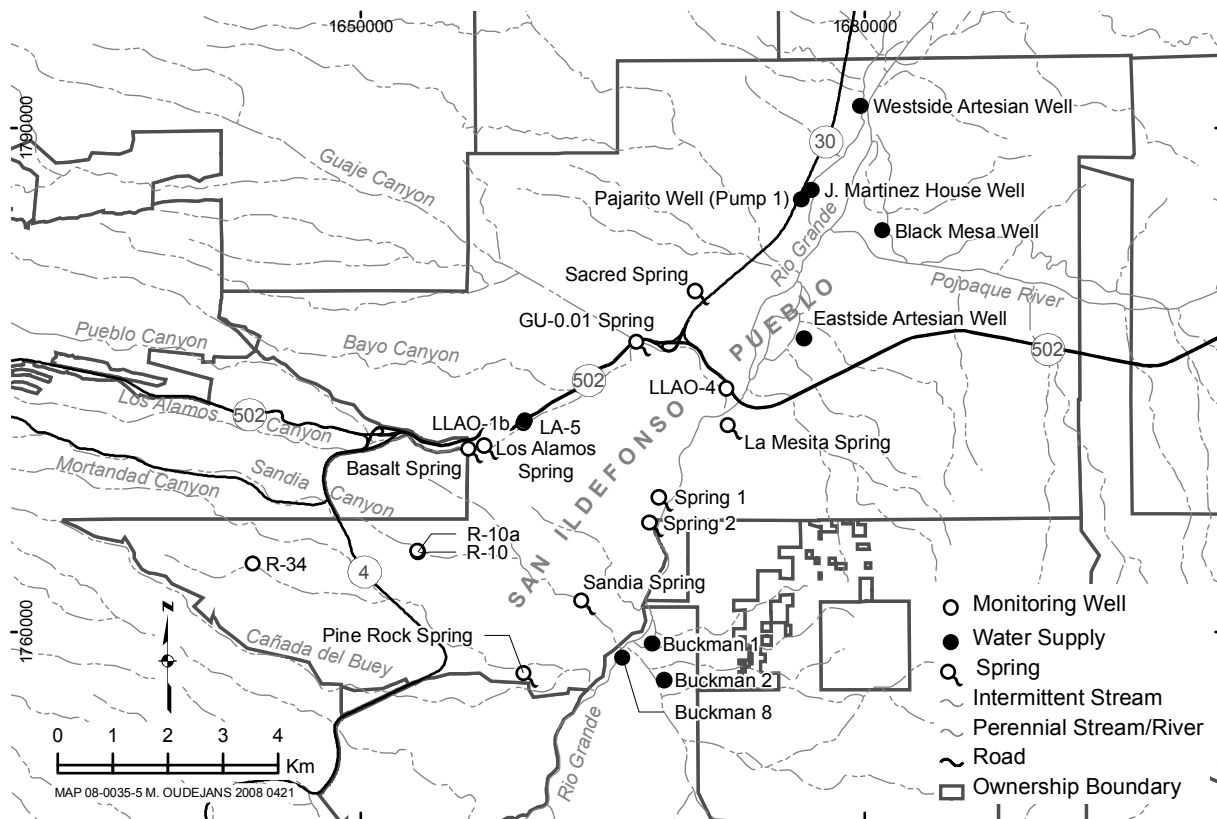 1650000
1680000
1790000
1760000
Westside Artesian Well
30
Guaje Canyon
Pajarito Well (Pump 1)
J. Martinez House Well
Black Mesa Well
Rio Grande
Sacred Spring
Pojoaque River
GU-0.01 Spring
Eastside Artesian Well
Pueblo Canyon
Bayo Canyon
502
502
502
LLAO-4
Los Alamos Canyon
LLAO-1b
LA-5
La Mesita Spring
Basalt Spring
Los Alamos
Spring
Mortandad Canyon
Sandia Canyon
SAN ILDEFONSO PUEBLO
Spring 1
Spring 2
R-10a
R-10
R-34
4
Sandia Spring
Pine Rock Spring
Cañada del Buey
Buckman 1
Buckman 2
Buckman 8
Rio Grande
N
0 1 2 3 4
Km
MAP 08-0035-5 M. OUDEJANS 2008 0421
Monitoring Well
Water Supply
Spring
Intermittent Stream
Perennial Stream/River
Road
Ownership Boundary